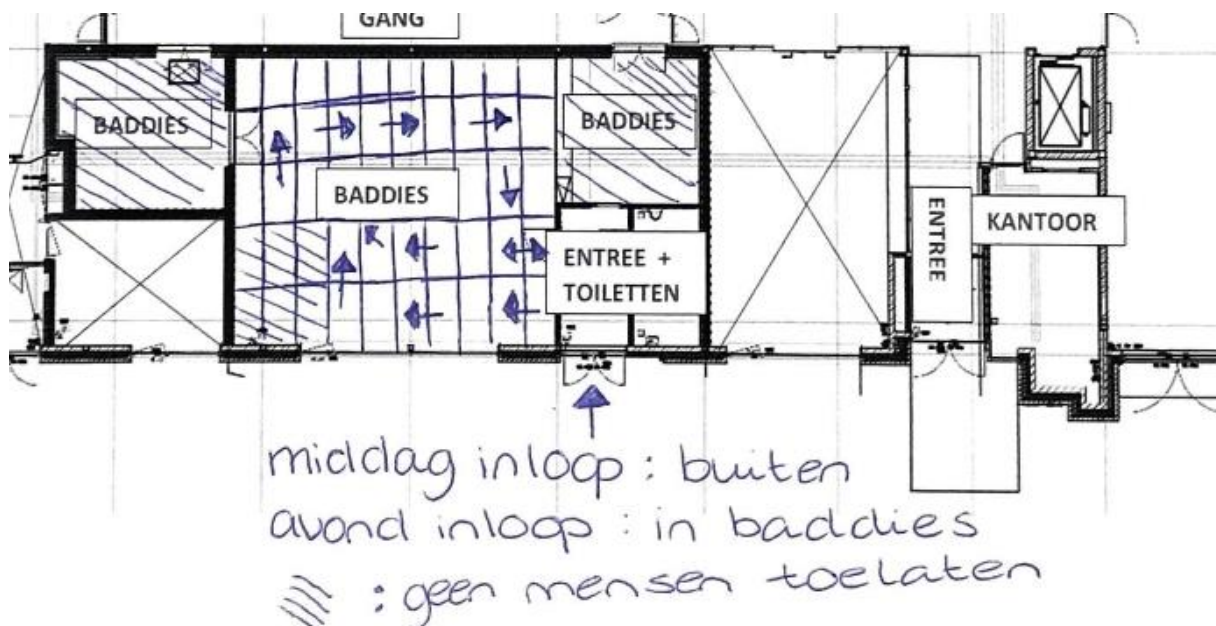 GANG
BADDIES
BADDIES
BADDIES
ENTREE +
TOILETTEN
ENTREE
KANTOOR
middag inloop : buiten
avond inloop : in baddies
: geen mensen toelaten